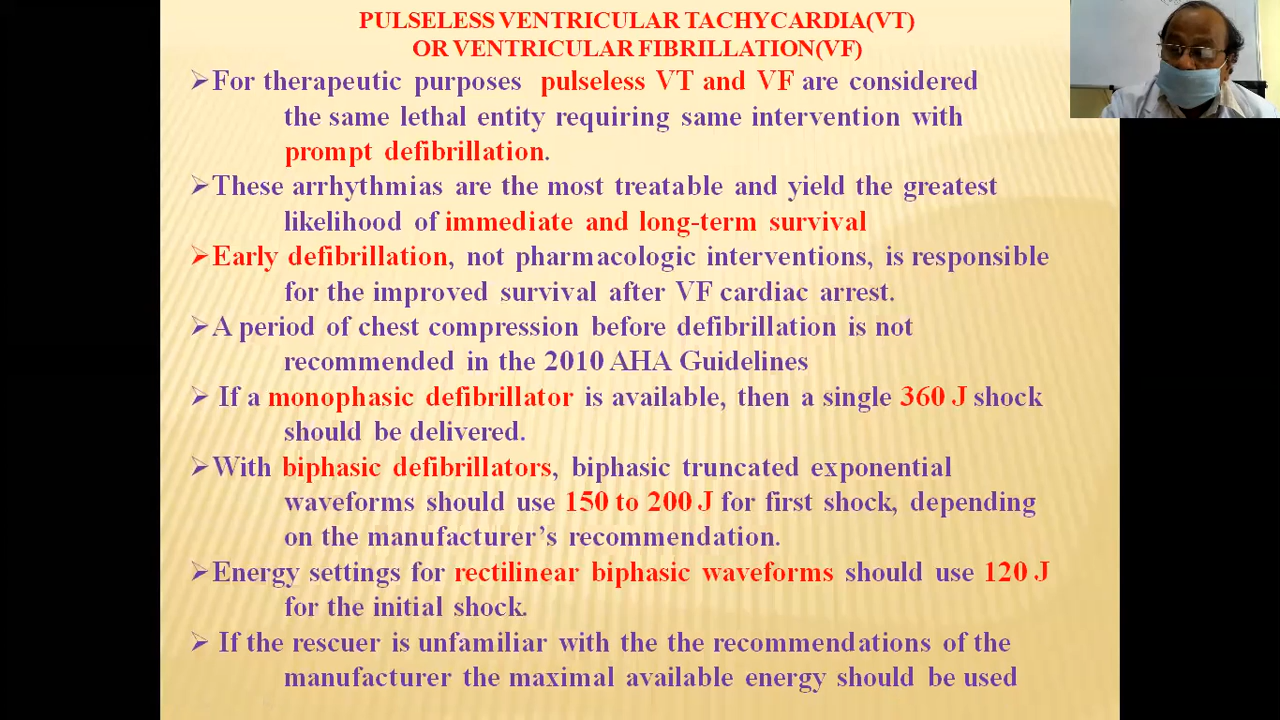 PULSELESS VENTRICULAR TACHYCARDIA(VT)
OR VENTRICULAR FIBRILLATION(VF)
➢For therapeutic purposes pulseless VT and VF are considered
the same lethal entity requiring same intervention with
prompt defibrillation.
➢These arrhythmias are the most treatable and yield the greatest
likelihood of immediate and long-term survival
➢Early defibrillation, not pharmacologic interventions, is responsible
for the improved survival after VF cardiac arrest.
➢A period of chest compression before defibrillation is not
recommended in the 2010 AHA Guidelines
➢ If a monophasic defibrillator is available, then a single 360 J shock
should be delivered.
➢With biphasic defibrillators, biphasic truncated exponential
waveforms should use 150 to 200 J for first shock, depending
on the manufacturer’s recommendation.
➢Energy settings for rectilinear biphasic waveforms should use 120 J
for the initial shock.
➢ If the rescuer is unfamiliar with the the recommendations of the
manufacturer the maximal available energy should be used